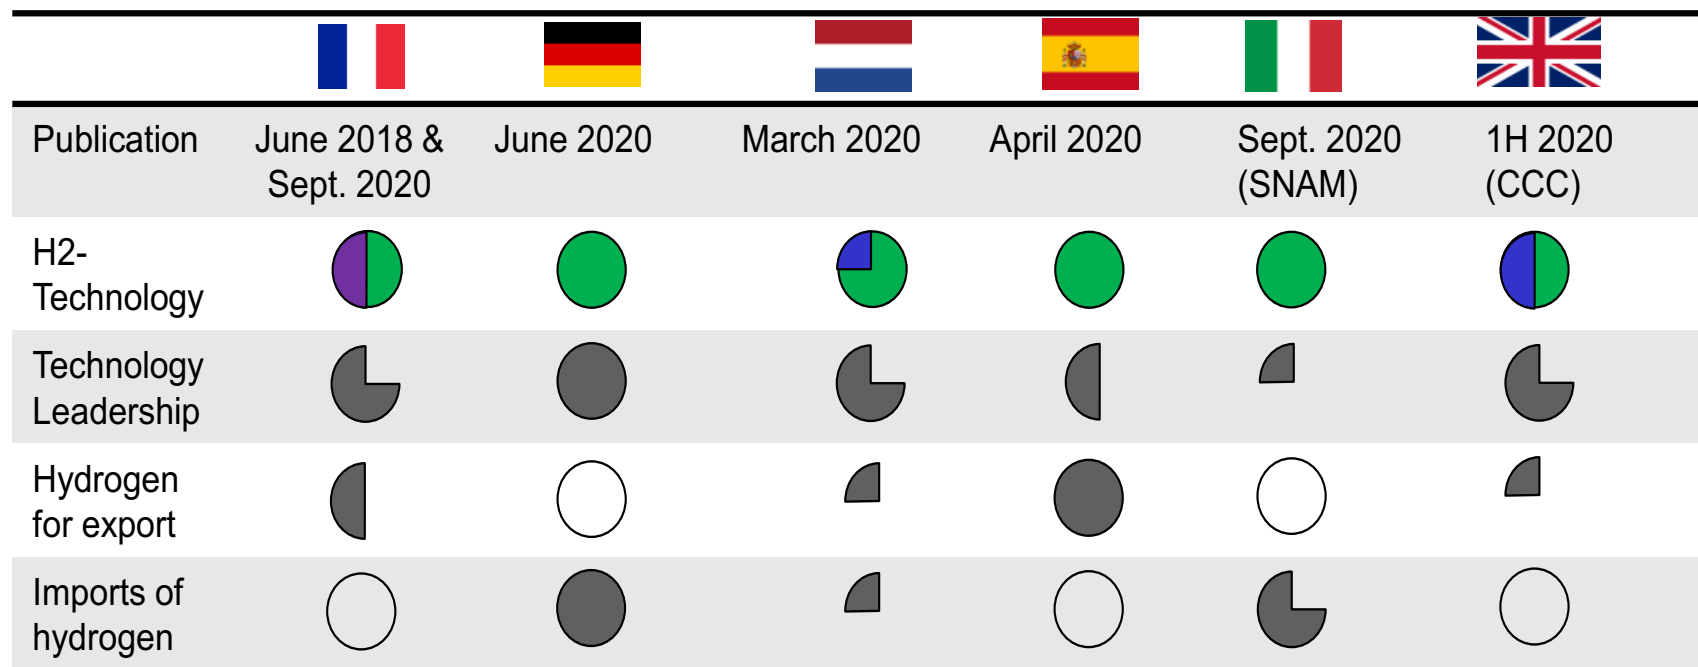 Publication
June 2018 &
Sept. 2020
June 2020
March 2020
April 2020
Sept. 2020
(SNAM)
1H 2020
(CCC)
H2-
Technology
Technology
Leadership
Hydrogen
for export
Imports of
hydrogen